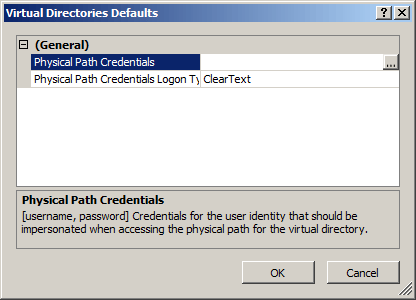 Virtual Directories Defaults
(General)
Physical Path Credentials
...
Physical Path Credentials Logon Ty ClearText
Physical Path Credentials
[username, password] Credentials for the user identity that should be
impersonated when accessing the physical path for the virtual directory.
OK Cancel